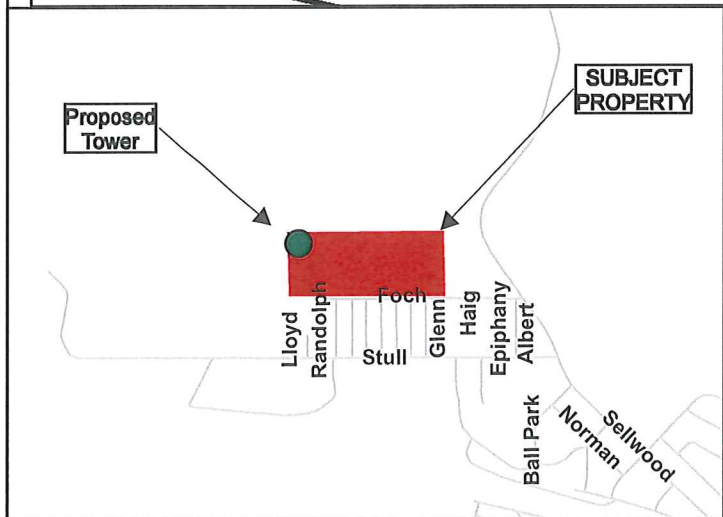 SUBJECT
PROPERTY
Proposed
Tower
Foch
Lloyd
Randolph
Glenn
Haig
Epiphany
Albert
Stull
Ball Park
Norman
Sellwood